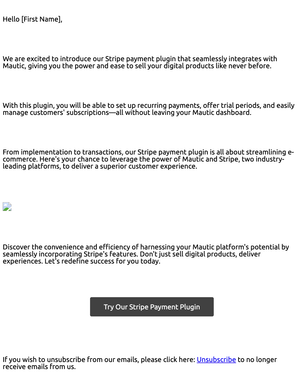 Hello [First Name],
We are excited to introduce our Stripe payment plugin that seamlessly integrates with
Mautic, giving you the power and ease to sell your digital products like never before.
With this plugin, you will be able to set up recurring payments, offer trial periods, and easily
manage customers' subscriptions—all without leaving your Mautic dashboard.
From implementation to transactions, our Stripe payment plugin is all about streamlining e-
commerce. Here's your chance to leverage the power of Mautic and Stripe, two industry-
leading platforms, to deliver a superior customer experience.
Discover the convenience and efficiency of harnessing your Mautic platform's potential by
seamlessly incorporating Stripe's features. Don't just sell digital products, deliver
experiences. Let's redefine success for you today.
Try Our Stripe Payment Plugin
If you wish to unsubscribe from our emails, please click here: Unsubscribe to no longer
receive emails from us.